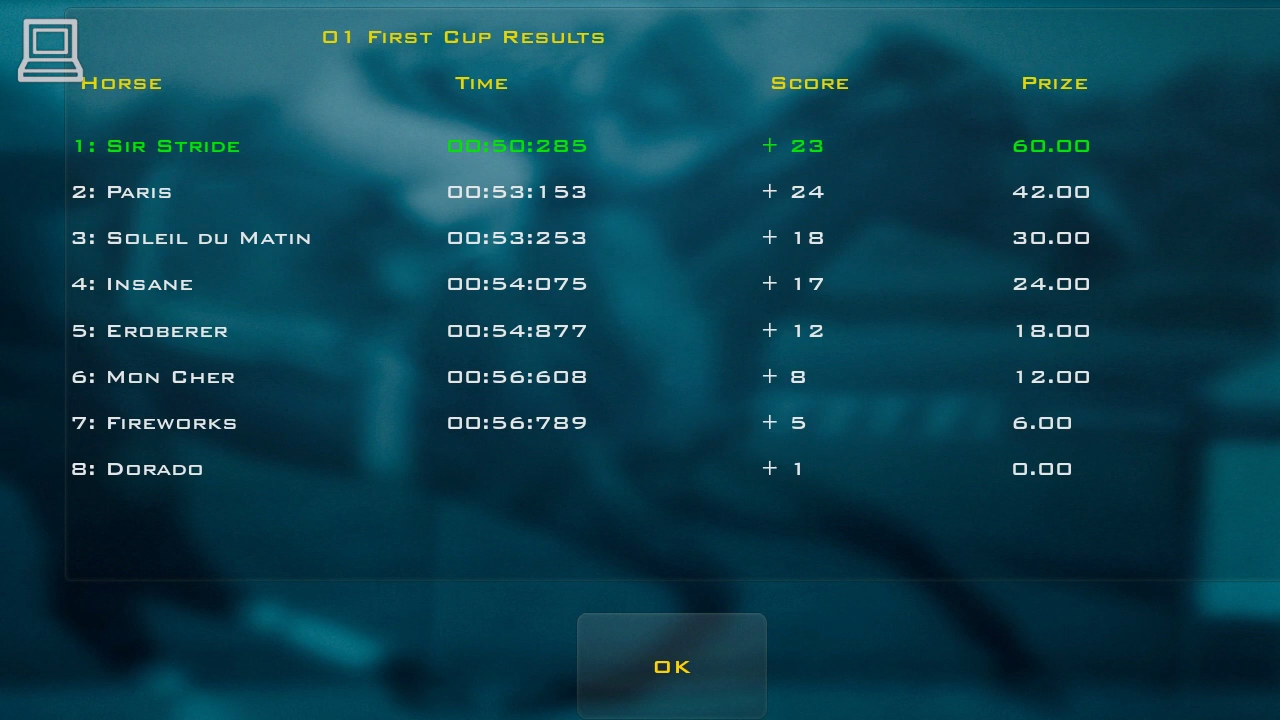 01 First Cup Results
Horse Time Score Prize
1: Sir Stride 00:50:285 + 23 60.00
2: Paris 00:53:153 + 24 42.00
3: Soleil du Matin 00:53:253 + 18 30.00
4: Insane 00:54:075 + 17 24.00
5: Eroberer 00:54:877 + 12 18.00
6: Mon Cher 00:56:608 + 8 12.00
7: Fireworks 00:56:789 + 5 6.00
8: Dorado + 1 0.00
OK